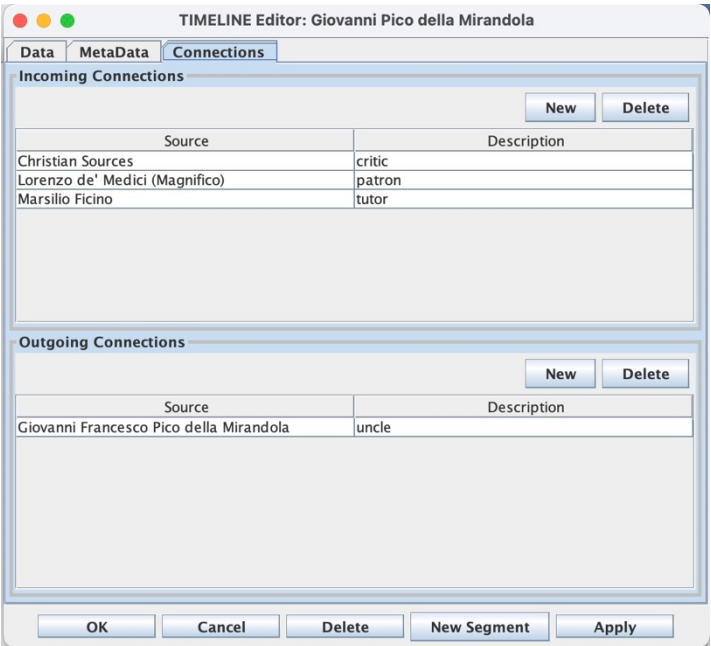 TIMELINE Editor: Giovanni Pico della Mirandola
Data MetaData Connections
Incoming Connections
New Delete
Source Description
Christian Sources critic
Lorenzo de' Medici (Magnifico) patron
Marsilio Ficino tutor
Outgoing Connections
New Delete
Source Description
Giovanni Francesco Pico della Mirandola uncle
OK Cancel Delete New Segment Apply